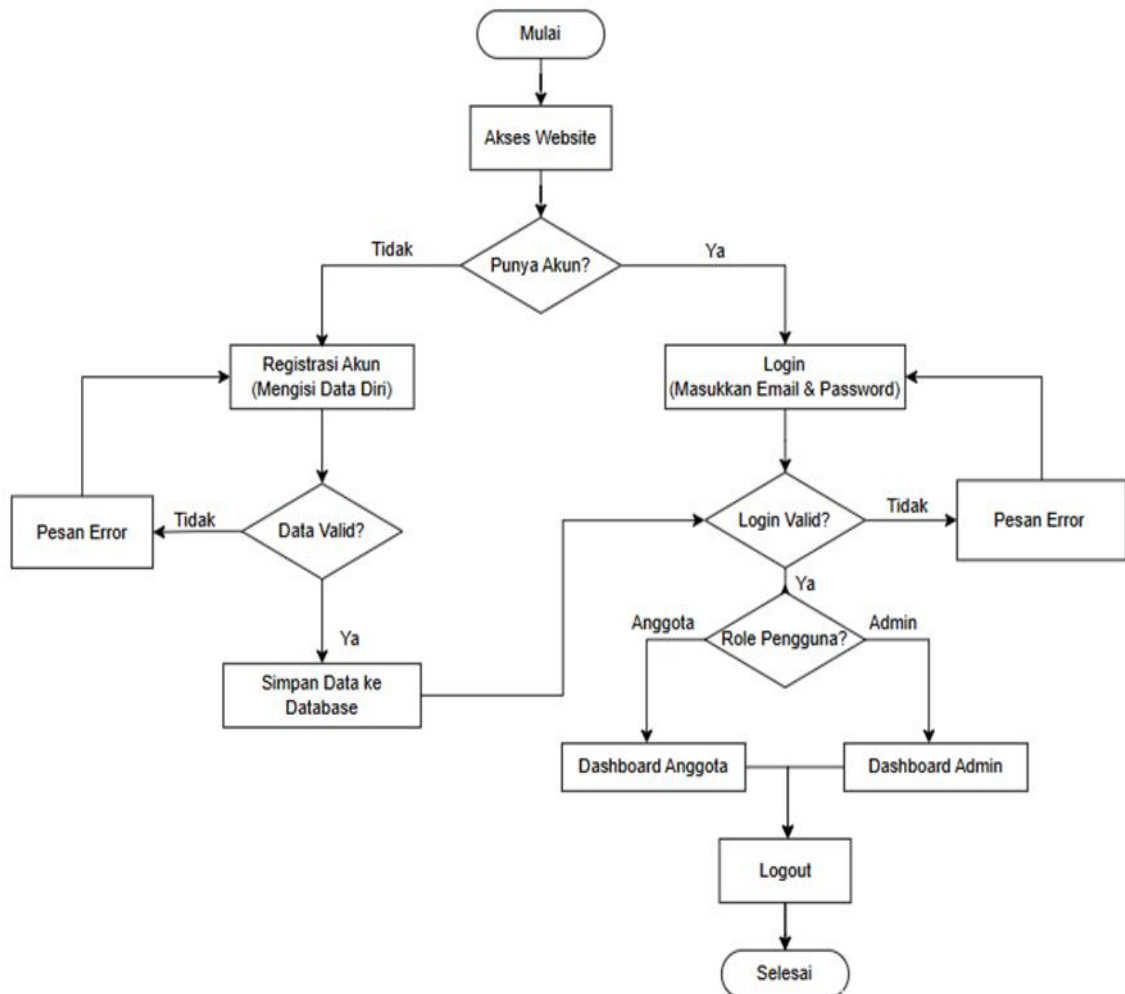 Mulai
Akses Website
Punya Akun?
Tidak
Ya
Registrasi Akun
(Mengisi Data Diri)
Login
(Masukkan Email & Password)
Pesan Error
Tidak
Data Valid?
Login Valid?
Tidak
Pesan Error
Ya
Ya
Anggota
Role Pengguna?
Admin
Simpan Data ke
Database
Dashboard Anggota
Dashboard Admin
Logout
Selesai